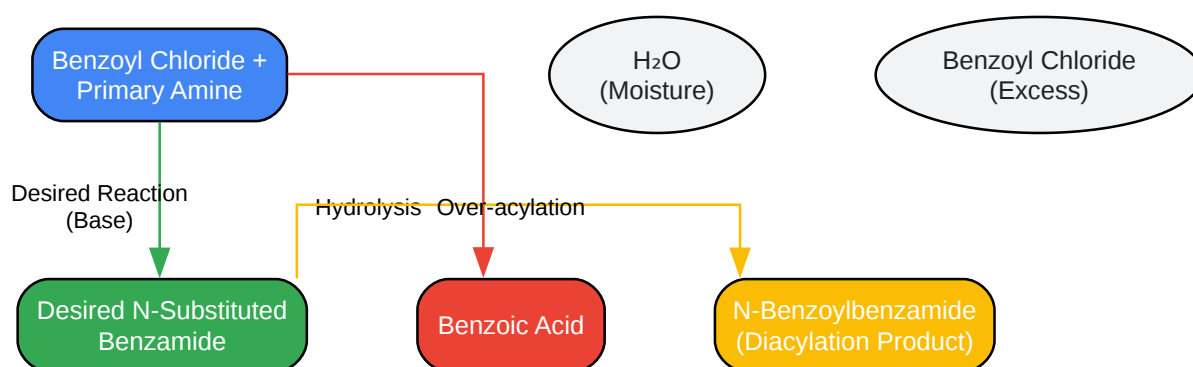 Benzoyl Chloride +
Primary Amine
H₂O
(Moisture)
Benzoyl Chloride
(Excess)
Desired Reaction
(Base)
Hydrolysis
Over-acylation
Desired N-Substituted
Benzamide
Benzoic Acid
N-Benzoylbenzamide
(Diacylation Product)